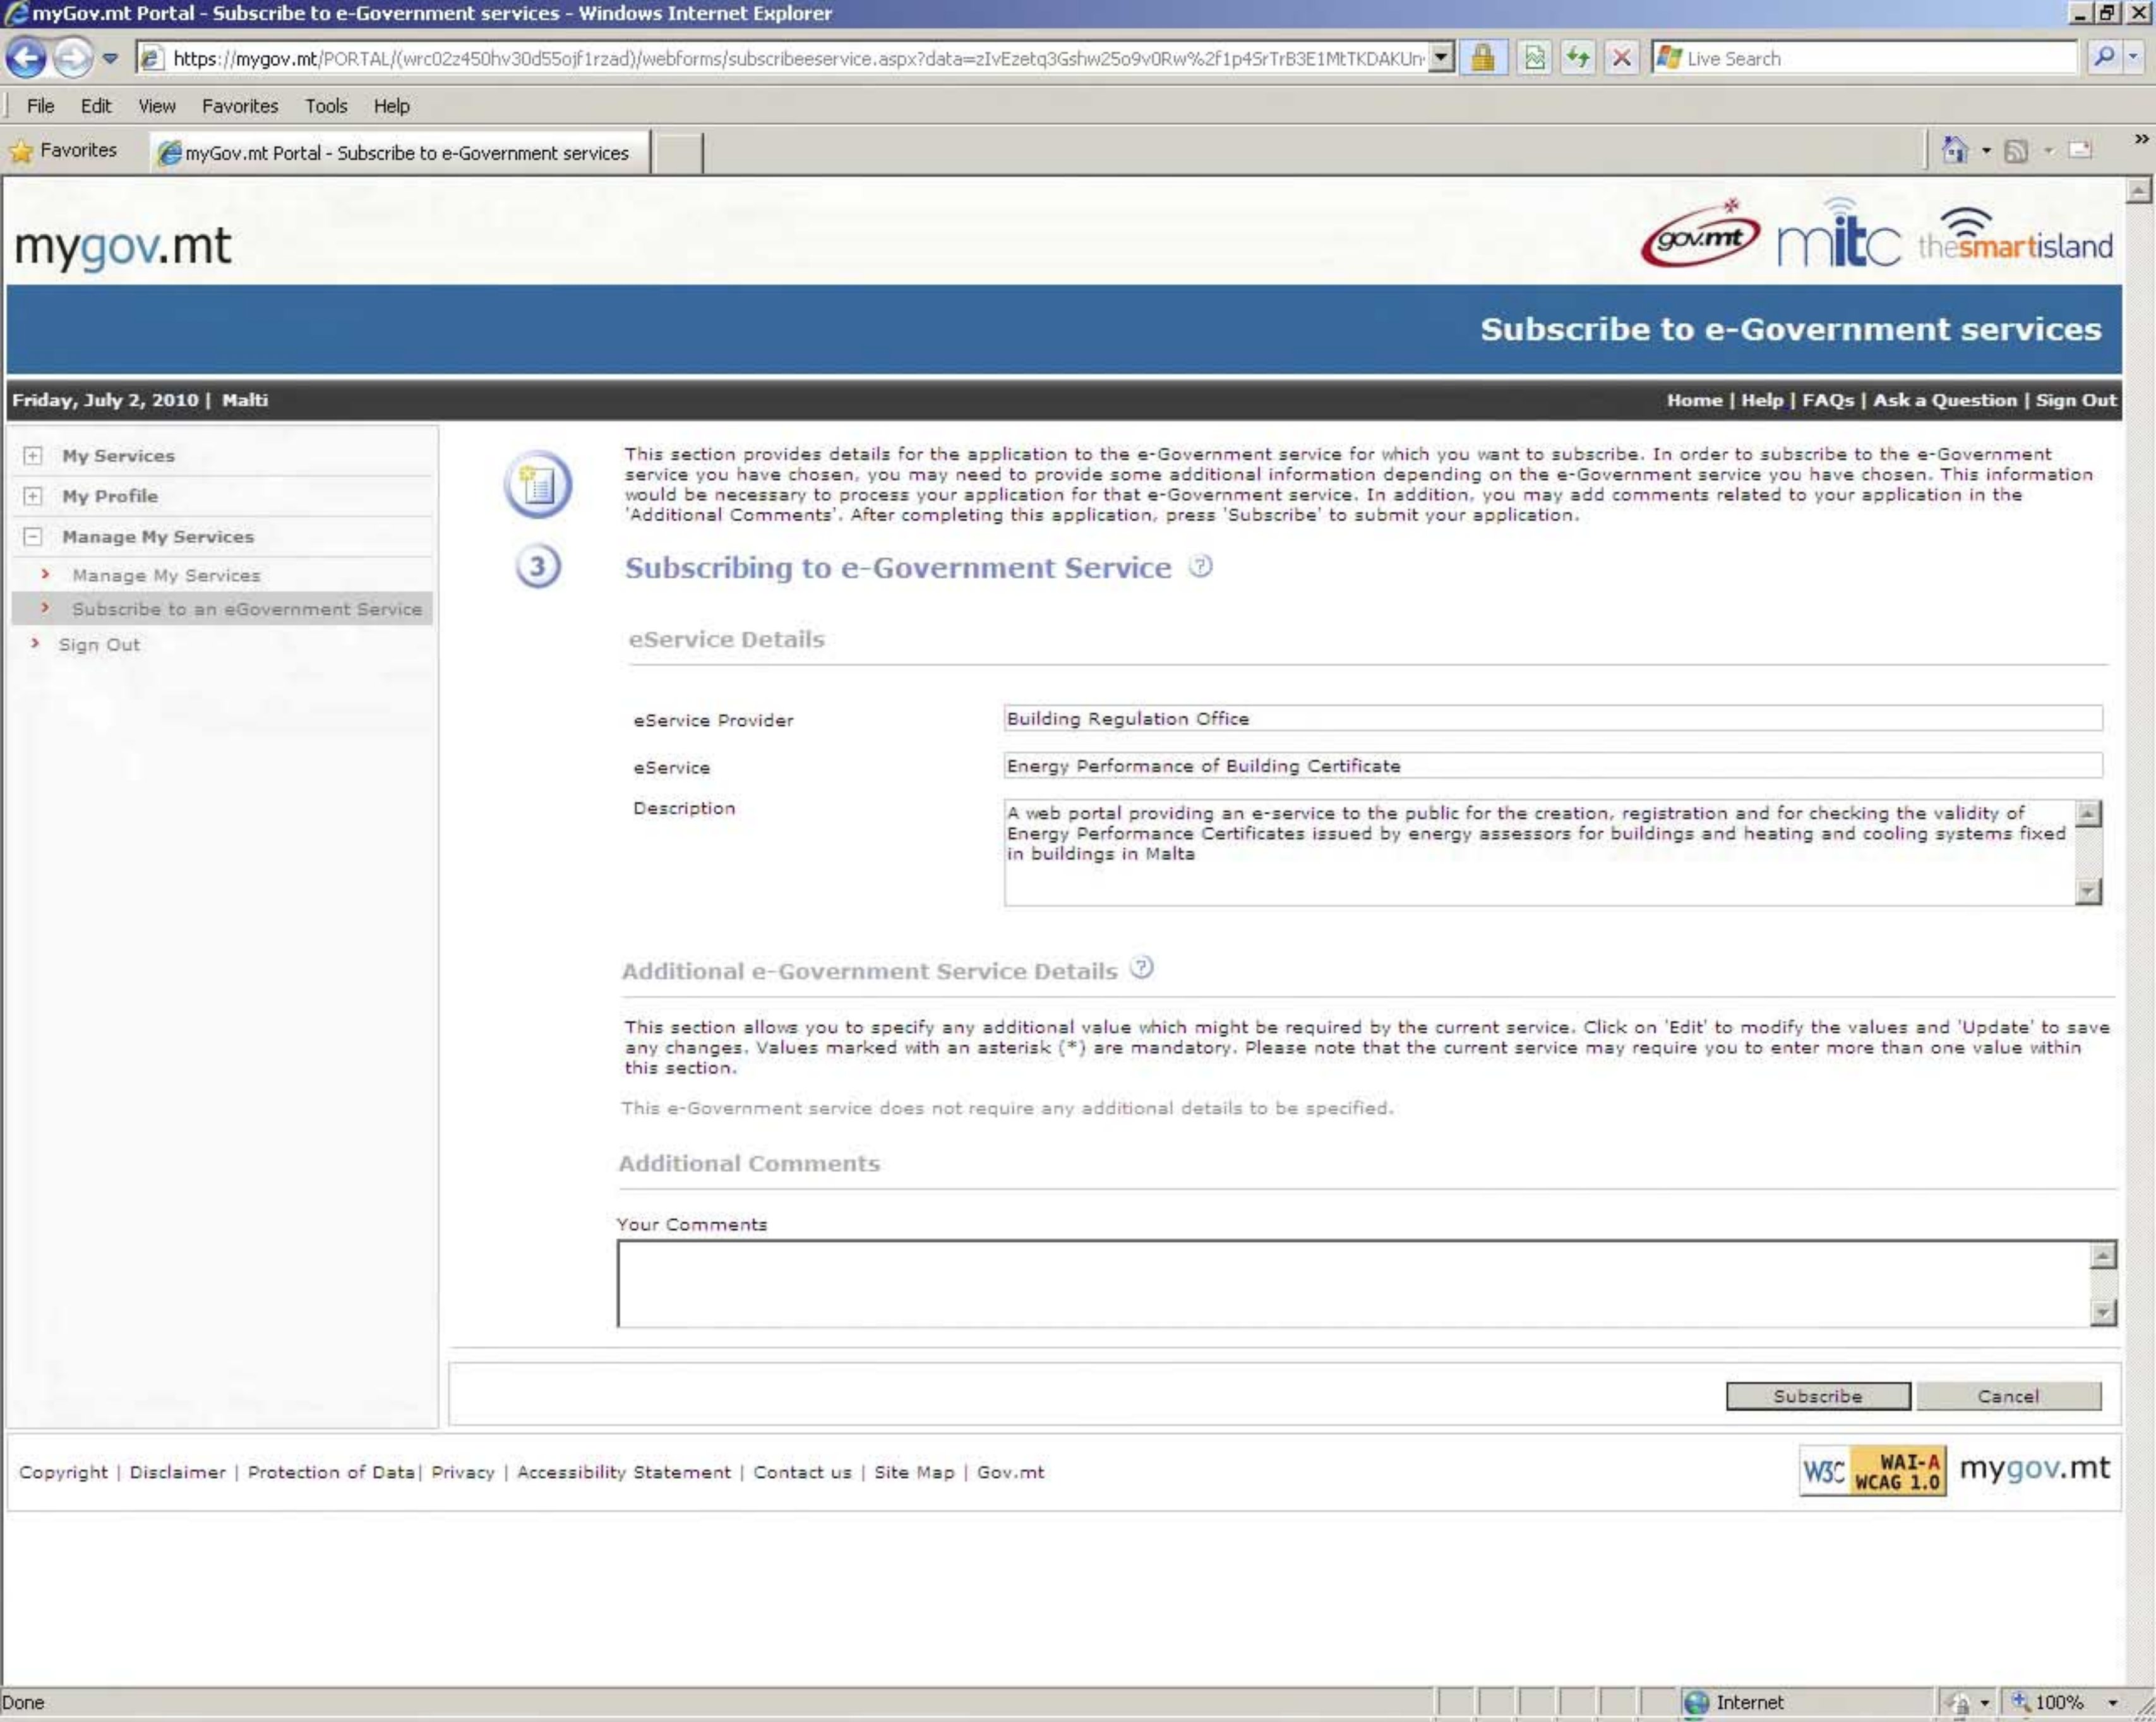 myGov.mt Portal - Subscribe to e-Government services - Windows Internet Explorer
https://mygov.mt/PORTAL/(wrc02z450hv30d55ojf1rzad)/webforms/subscribeeservice.aspx?data=
Live Search
File Edit View Favorites Tools Help
Favorites
myGov.mt Portal - Subscribe to e-Government services
mygov.mt
gov.mt
mitc
thesmartisland
Subscribe to e-Government services
Friday, July 2, 2010 | Malti
Home | Help | FAQs | Ask a Question | Sign Out
My Services
My Profile
Manage My Services
Manage My Services
Subscribe to an eGovernment Service
Sign Out
This section provides details for the application to the e-Government service for which you want to subscribe. In order to subscribe to the e-Government
service you have chosen, you may need to provide some additional information depending on the e-Government service you have chosen. This information
would be necessary to process your application for that e-Government service. In addition, you may add comments related to your application in the
'Additional Comments'. After completing this application, press 'Subscribe' to submit your application.
3
Subscribing to e-Government Service ?
eService Details
eService Provider
Building Regulation Office
eService
Energy Performance of Building Certificate
Description
A web portal providing an e-service to the public for the creation, registration and for checking the validity of
Energy Performance Certificates issued by energy assessors for buildings and heating and cooling systems fixed
in buildings in Malta
Additional e-Government Service Details ?
This section allows you to specify any additional value which might be required by the current service. Click on 'Edit' to modify the values and 'Update' to save
any changes. Values marked with an asterisk (*) are mandatory. Please note that the current service may require you to enter more than one value within
this section.
This e-Government service does not require any additional details to be specified.
Additional Comments
Your Comments
Subscribe
Cancel
Copyright | Disclaimer | Protection of Data| Privacy | Accessibility Statement | Contact us | Site Map | Gov.mt
W3C WAI-A
WCAG 1.0
mygov.mt
Done
Internet
100%